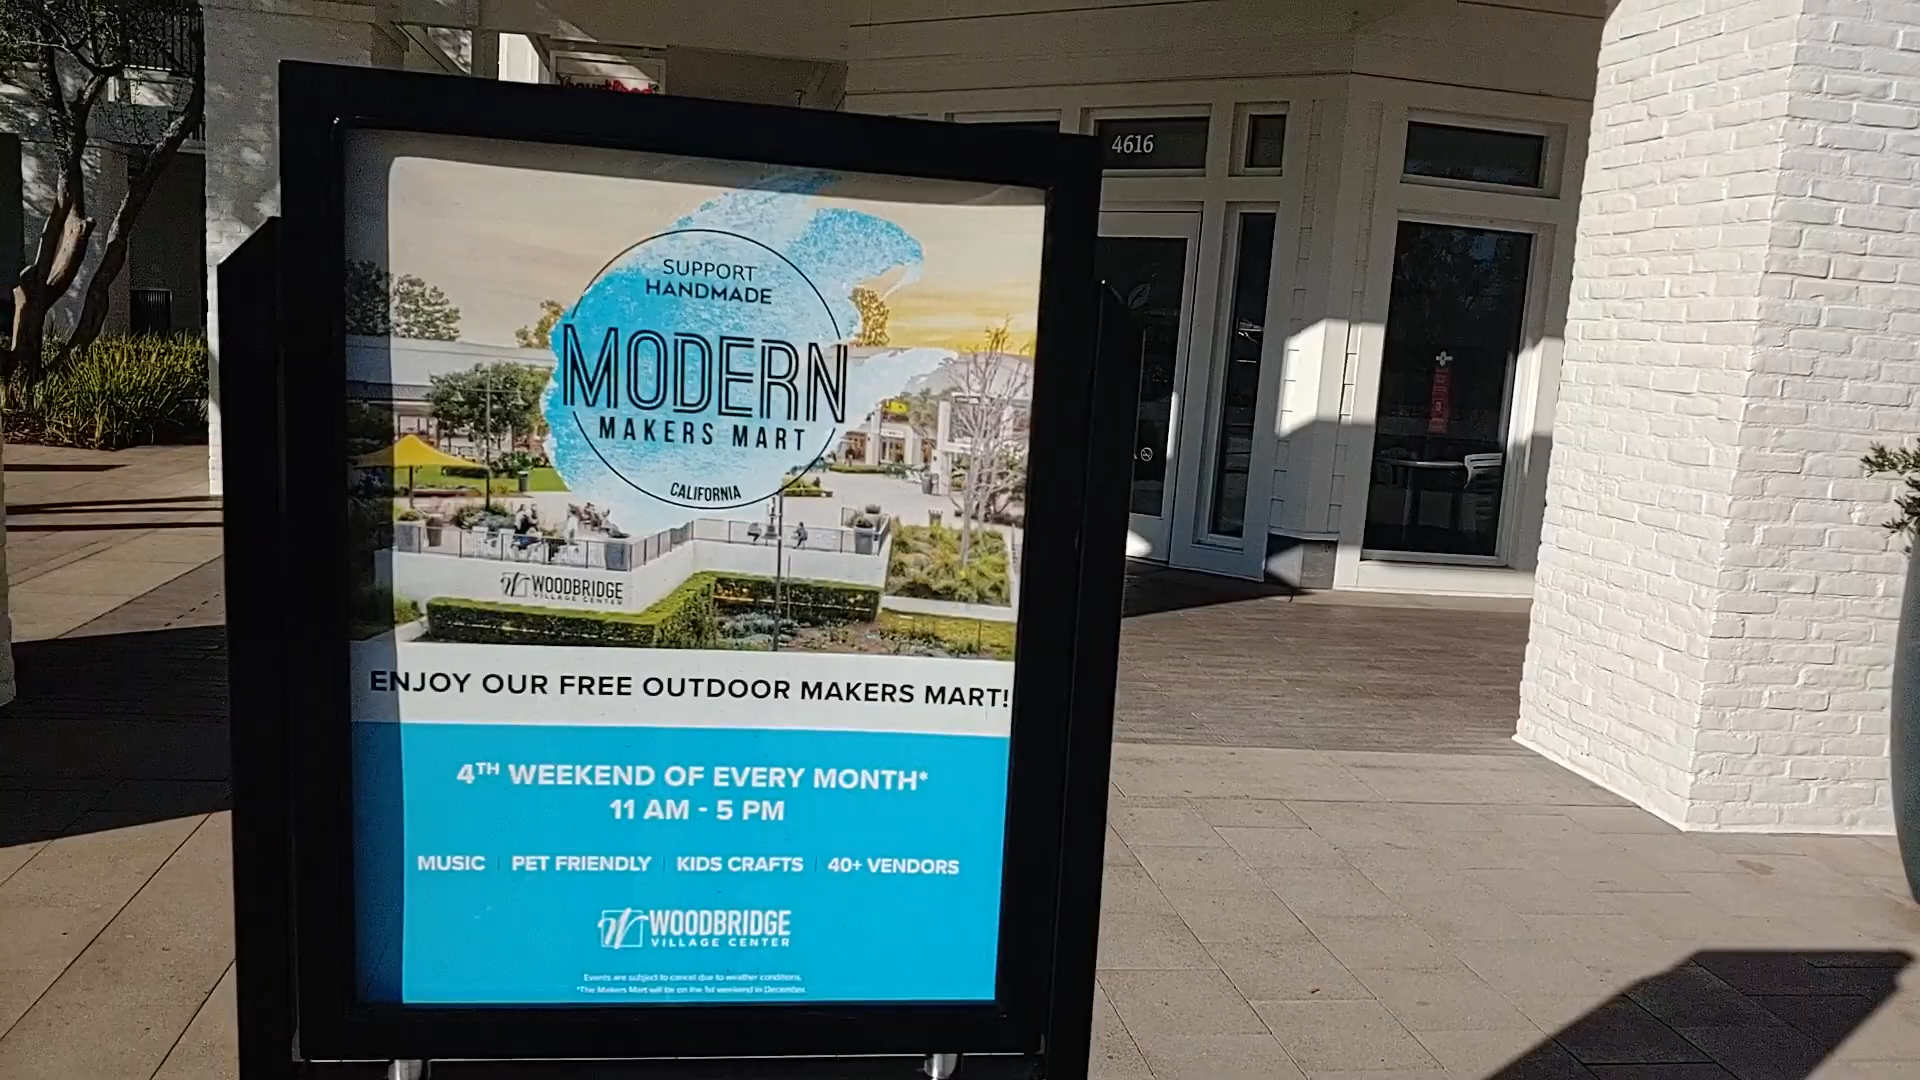 4616
SUPPORT
HANDMADE
MODERN
MAKERS MART
CALIFORNIA
WOODBRIDGE
VILLAGE CENTER
ENJOY OUR FREE OUTDOOR MAKERS MART!
4TH WEEKEND OF EVERY MONTH*
11 AM - 5 PM
MUSIC | PET FRIENDLY | KIDS CRAFTS | 40+ VENDORS
WOODBRIDGE
VILLAGE CENTER
Events are subject to cancel due to weather conditions.
*The Makers Mart will be on the 1st weekend in December.